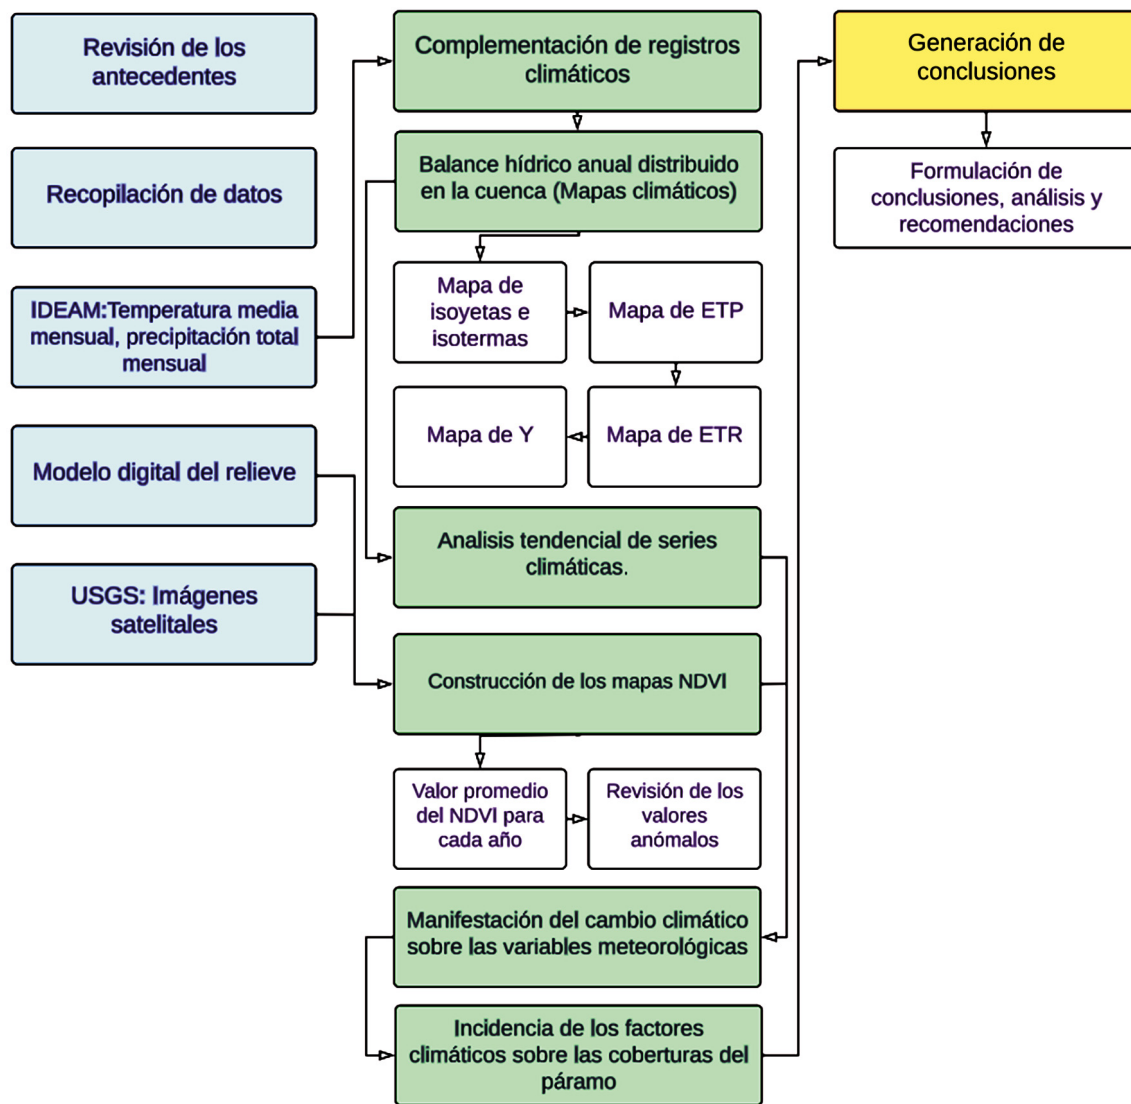 Revisión de los
antecedentes
Recopilación de datos
IDEAM:Temperatura media
mensual, precipitación total
mensual
Modelo digital del relieve
USGS: Imágenes
satelitales
Complementación de registros
climáticos
Balance hídrico anual distribuido
en la cuenca (Mapas climáticos)
Mapa de
isoyetas e
isotermas
Mapa de ETP
Mapa de Y
Mapa de ETR
Analisis tendencial de series
climáticas.
Construcción de los mapas NDVI
Valor promedio
del NDVI para
cada año
Revisión de los
valores
anómalos
Manifestación del cambio climático
sobre las variables meteorológicas
Incidencia de los factores
climáticos sobre las coberturas del
páramo
Generación de
conclusiones
Formulación de
conclusiones, análisis y
recomendaciones